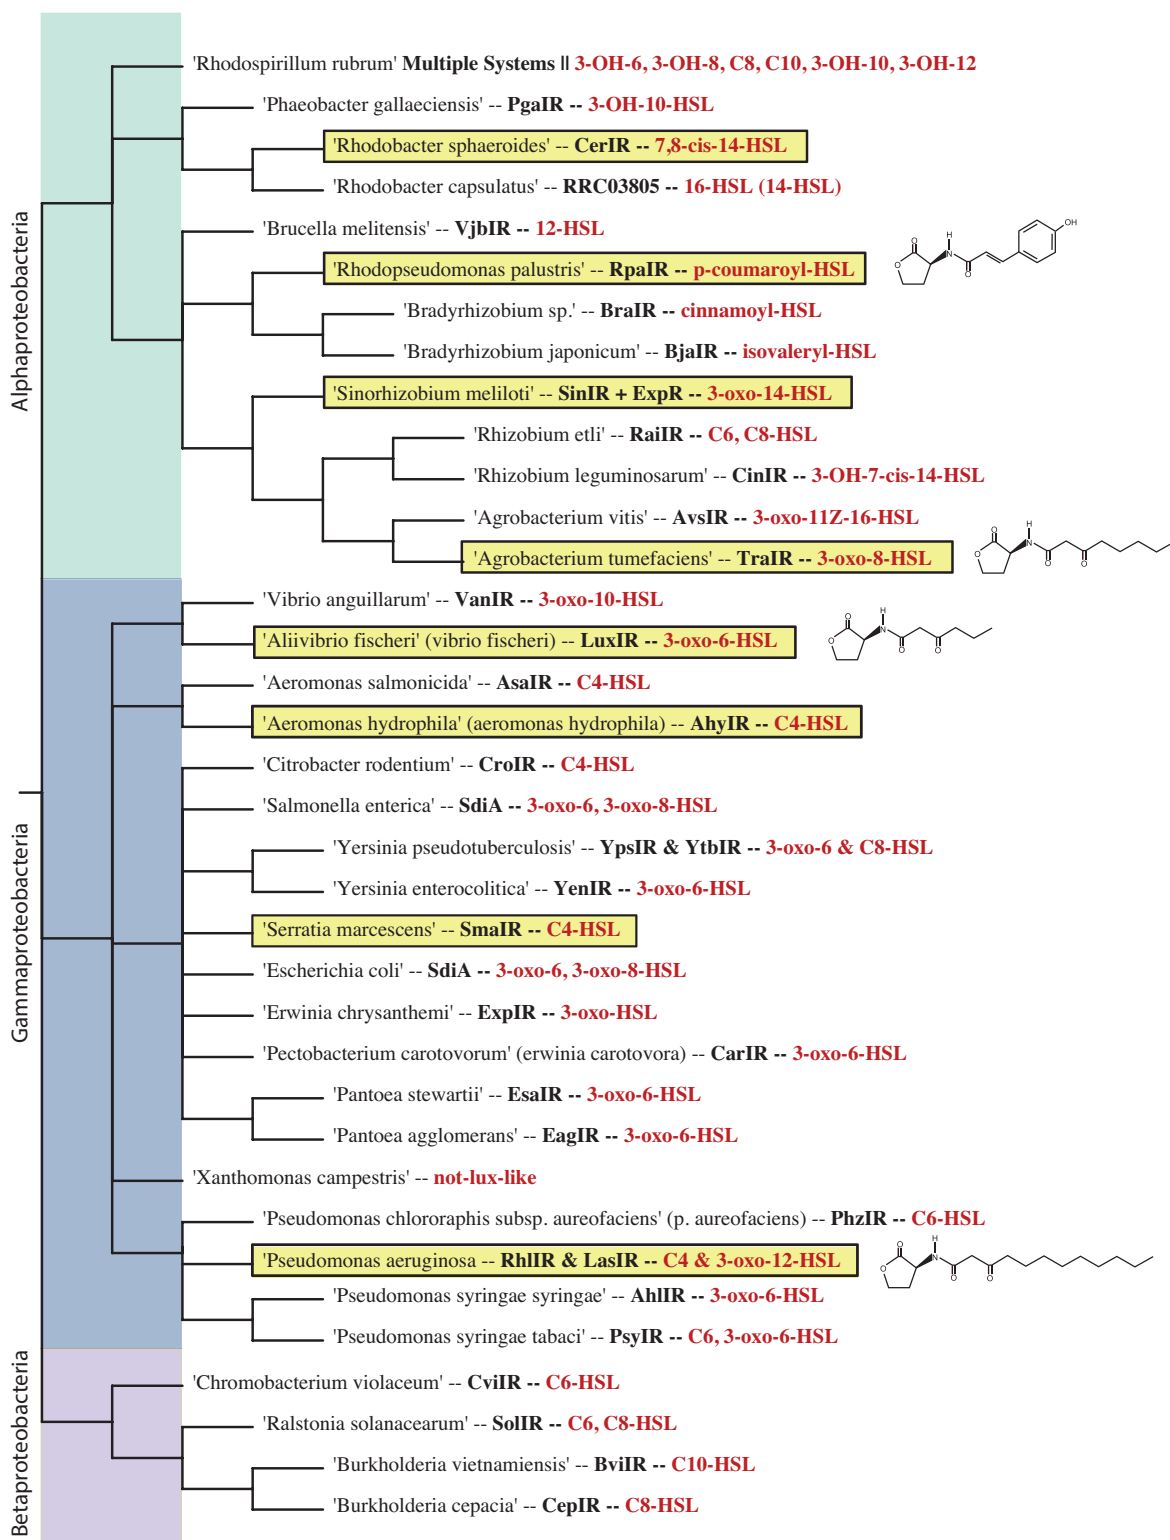 Alphaproteobacteria
'Rhodospirillum rubrum' Multiple Systems || 3-OH-6, 3-OH-8, C8, C10, 3-OH-10, 3-OH-12
'Phaeobacter gallaeciensis' -- PgaIR -- 3-OH-10-HSL
'Rhodobacter sphaeroides' -- CerIR -- 7,8-cis-14-HSL
'Rhodobacter capsulatus' -- RRC03805 -- 16-HSL (14-HSL)
'Brucella melitensis' -- VjbIR -- 12-HSL
'Rhodopseudomonas palustris' -- RpaIR -- p-coumaroyl-HSL
O O H N O OH
'Bradyrhizobium sp.' -- BraIR -- cinnamoyl-HSL
'Bradyrhizobium japonicum' -- BjaIR -- isovaleryl-HSL
'Sinorhizobium meliloti' -- SinIR + ExpR -- 3-oxo-14-HSL
'Rhizobium etli' -- RaiIR -- C6, C8-HSL
'Rhizobium leguminosarum' -- CinIR -- 3-OH-7-cis-14-HSL
'Agrobacterium vitis' -- AvsIR -- 3-oxo-11Z-16-HSL
'Agrobacterium tumefaciens' -- TraIR -- 3-oxo-8-HSL
O O H N O O
Gammaproteobacteria
'Vibrio anguillarum' -- VanIR -- 3-oxo-10-HSL
'Aliivibrio fischeri' (vibrio fischeri) -- LuxIR -- 3-oxo-6-HSL
O O H N O O
'Aeromonas salmonicida' -- AsaIR -- C4-HSL
'Aeromonas hydrophila' (aeromonas hydrophila) -- AhyIR -- C4-HSL
'Citrobacter rodentium' -- CroIR -- C4-HSL
'Salmonella enterica' -- SdiA -- 3-oxo-6, 3-oxo-8-HSL
'Yersinia pseudotuberculosis' -- YpsIR & YtbIR -- 3-oxo-6 & C8-HSL
'Yersinia enterocolitica' -- YenIR -- 3-oxo-6-HSL
'Serratia marcescens' -- SmaIR -- C4-HSL
'Escherichia coli' -- SdiA -- 3-oxo-6, 3-oxo-8-HSL
'Erwinia chrysanthemi' -- ExpIR -- 3-oxo-HSL
'Pectobacterium carotovorum' (erwinia carotovora) -- CarIR -- 3-oxo-6-HSL
'Pantoea stewartii' -- EsaIR -- 3-oxo-6-HSL
'Pantoea agglomerans' -- EagIR -- 3-oxo-6-HSL
'Xanthomonas campestris' -- not-lux-like
'Pseudomonas chlororaphis subsp. aureofaciens' (p. aureofaciens) -- PhzIR -- C6-HSL
'Pseudomonas aeruginosa -- RhlIR & LasIR -- C4 & 3-oxo-12-HSL
O O H N O O
'Pseudomonas syringae syringae' -- AhlIR -- 3-oxo-6-HSL
'Pseudomonas syringae tabaci' -- PsyIR -- C6, 3-oxo-6-HSL
Betaproteobacteria
'Chromobacterium violaceum' -- CviIR -- C6-HSL
'Ralstonia solanacearum' -- SolIR -- C6, C8-HSL
'Burkholderia vietnamiensis' -- BviIR -- C10-HSL
'Burkholderia cepacia' -- CepIR -- C8-HSL